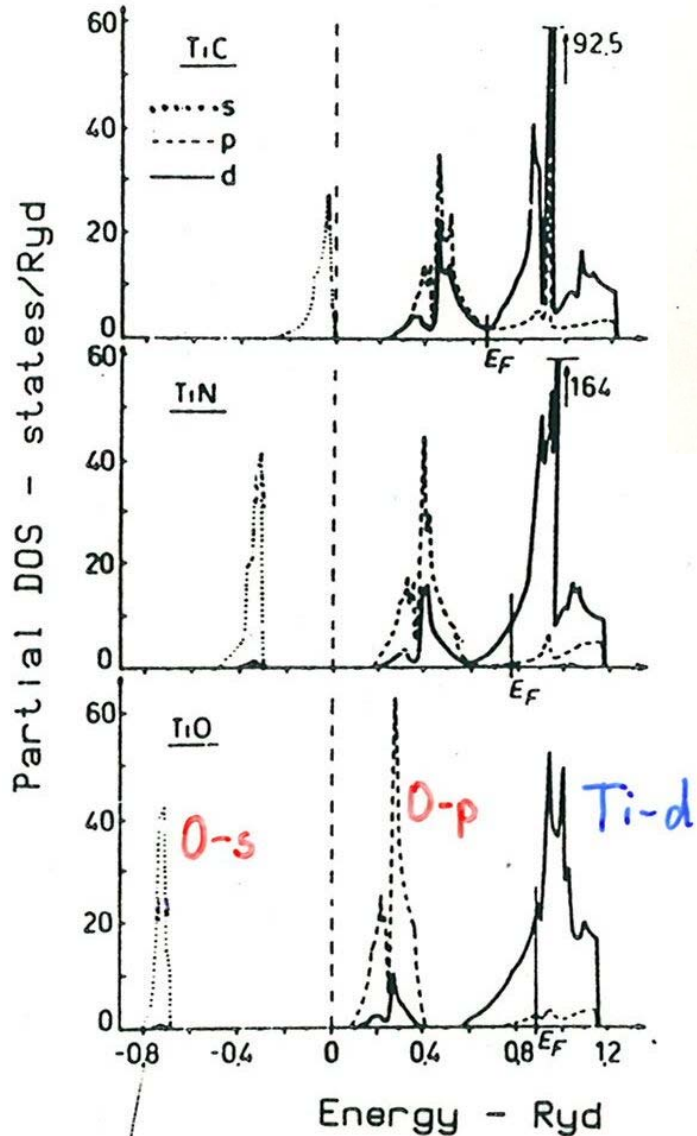 Partial DOS - states/Ryd
60
TiC
s
p
d
92.5
40
20
0
E_F
60
TiN
164
40
20
0
E_F
60
TiO
O-s
O-p
Ti-d
40
20
0
-0.8 -0.4 0 0.4 0.8 E_F 1.2
Energy - Ryd